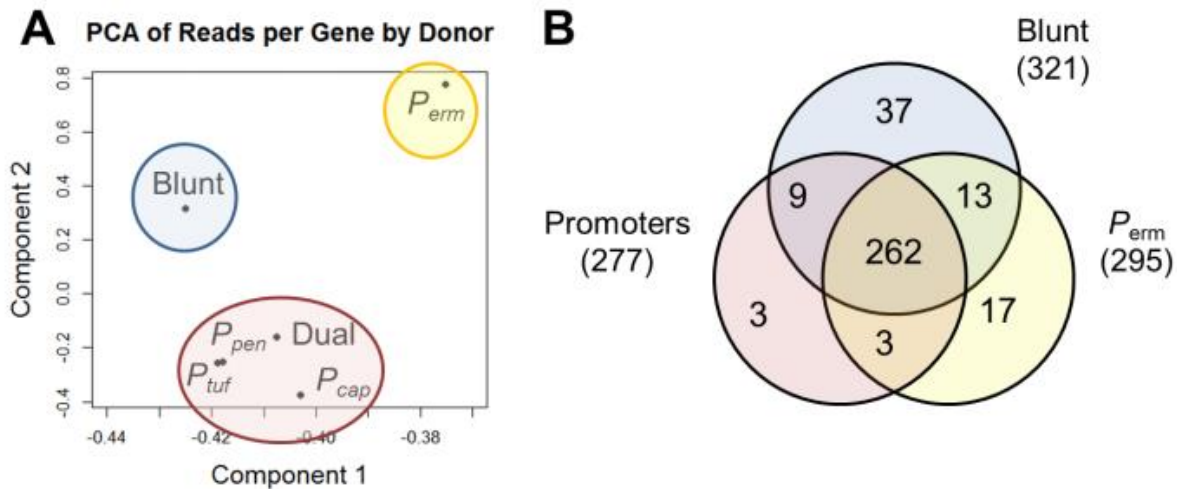 A
PCA of Reads per Gene by Donor
Component 2
0.8
0.6
0.4
0.2
0.0
-0.2
-0.4
Perm
Blunt
Ppen
Dual
Ptuf
Pcap
-0.44
-0.42
-0.40
-0.38
Component 1
B
Blunt
(321)
37
9
13
Promoters
(277)
262
Perm
(295)
3
17
3